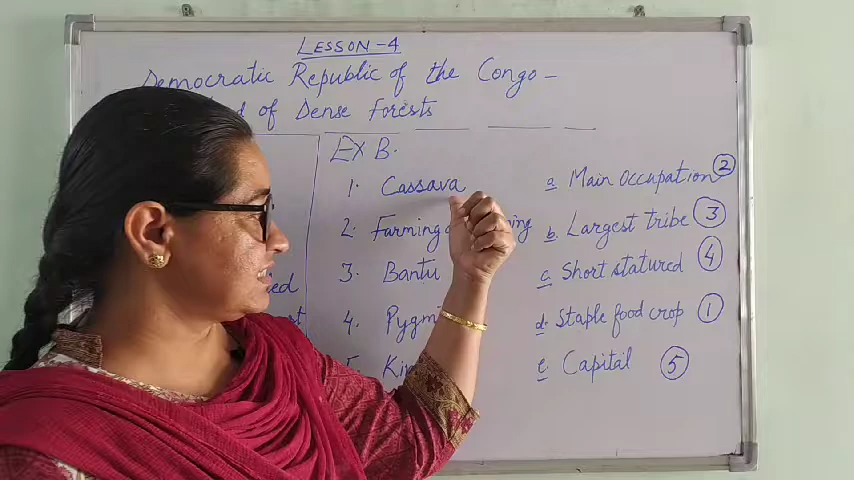 LESSON-4
Democratic Republic of the Congo-
of Dense Forests
EX B.
1. Cassava a. Main Occupation 2
2. Farming b. Largest tribe 3
3. Bantu c. Short statured 4
4. d. Staple food crop 1
5. e. Capital 5